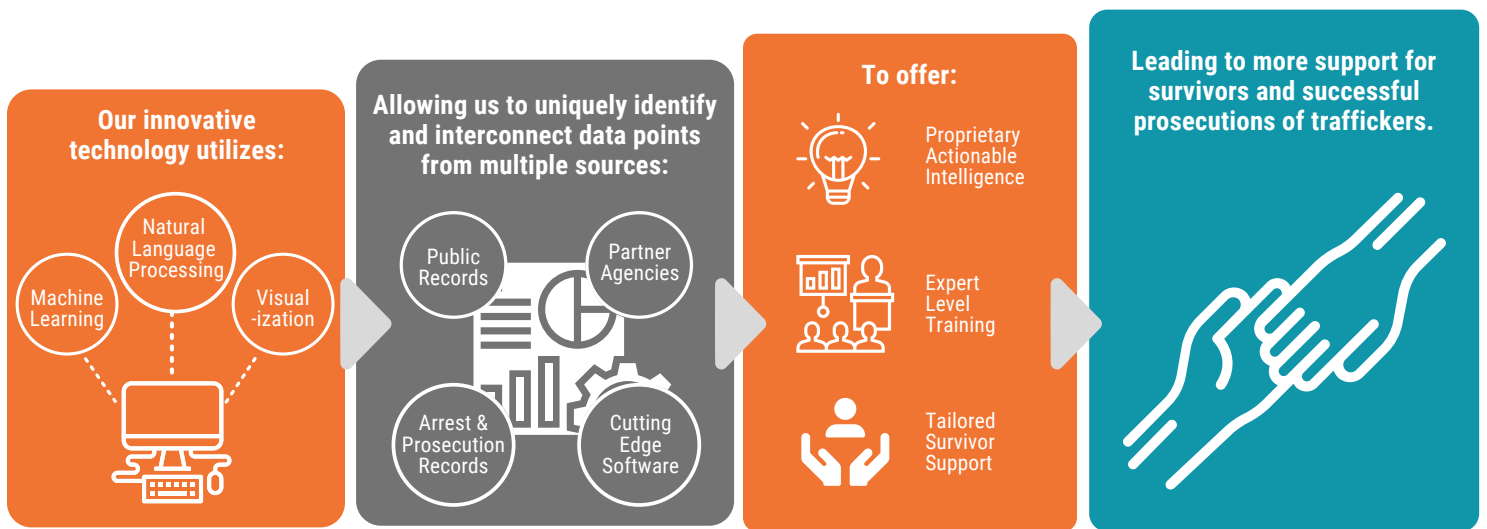 Our innovative
technology utilizes:
Natural
Language
Processing
Machine
Learning
Visual
-ization
Allowing us to uniquely identify
and interconnect data points
from multiple sources:
Public
Records
Partner
Agencies
Arrest &
Prosecution
Records
Cutting
Edge
Software
To offer:
Proprietary
Actionable
Intelligence
Expert
Level
Training
Tailored
Survivor
Support
Leading to more support for
survivors and successful
prosecutions of traffickers.